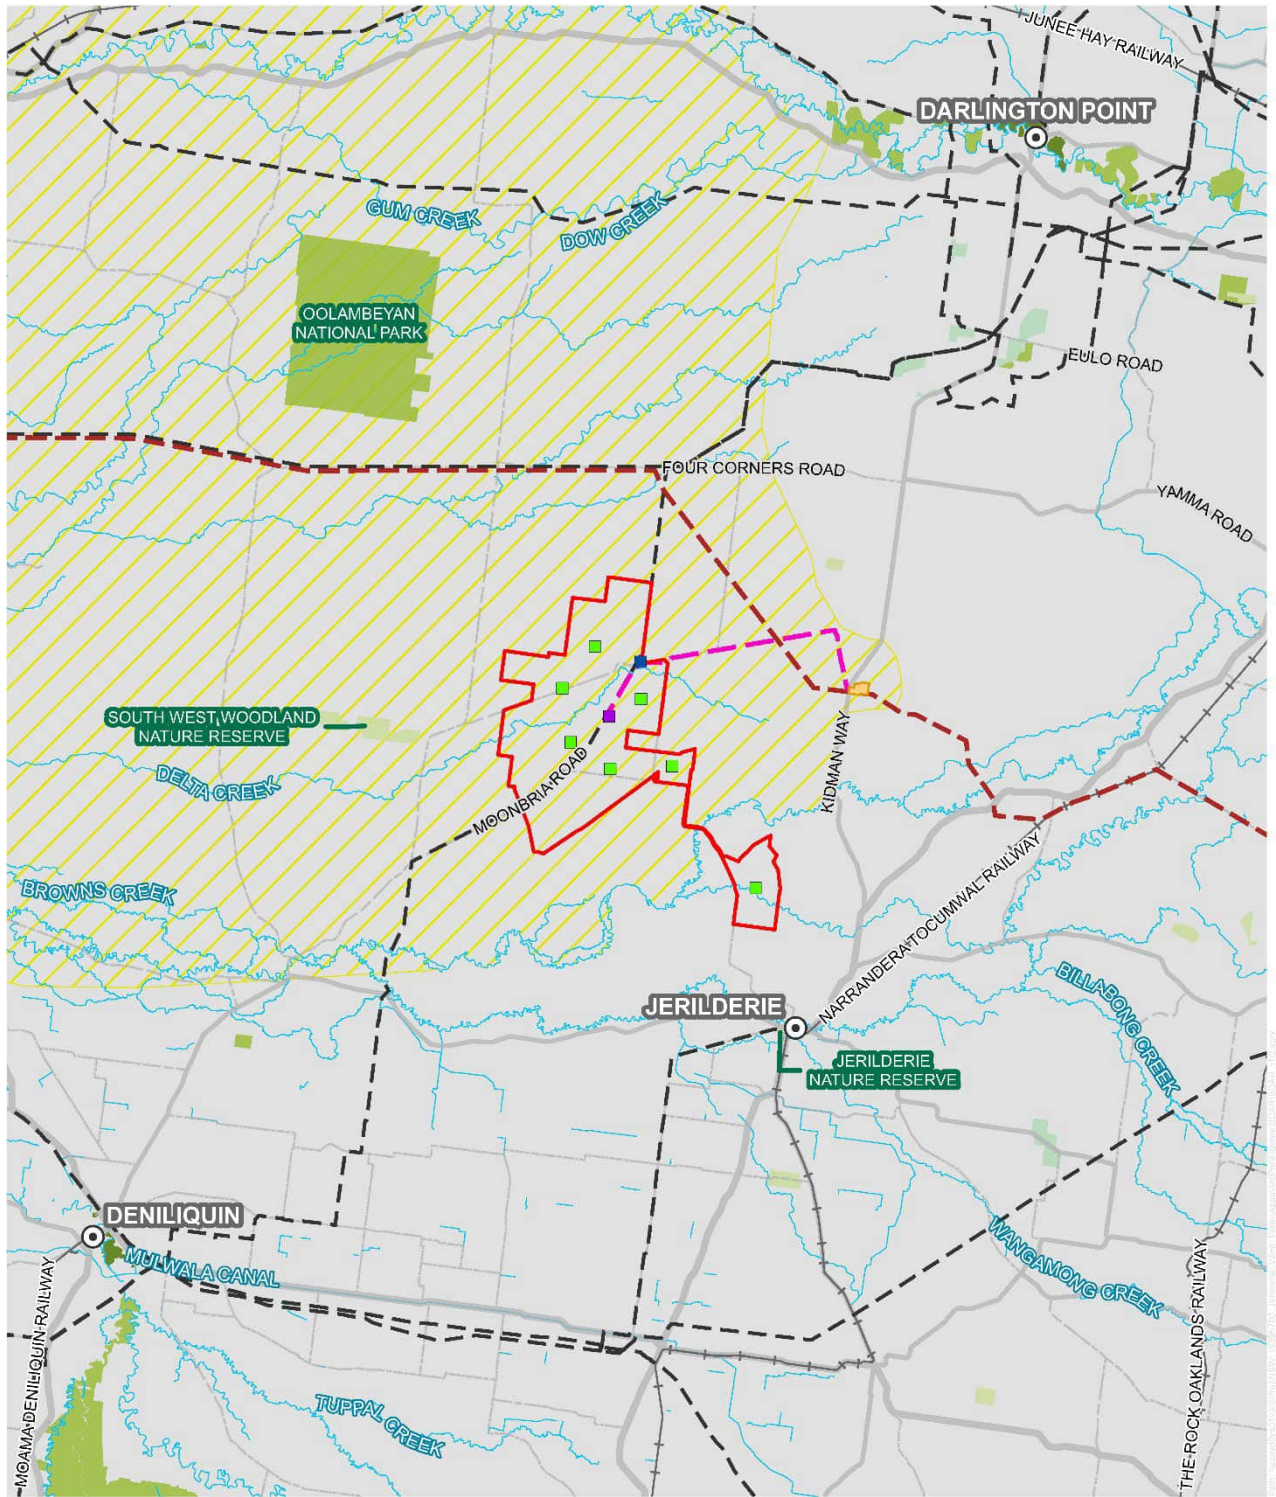 JUNEE HAY RAILWAY
DARLINGTON POINT
GUM CREEK
DOW CREEK
OOLAMBEYAN
NATIONAL PARK
EULO ROAD
FOUR CORNERS ROAD
YAMMA ROAD
SOUTH WEST WOODLAND
NATURE RESERVE
DELTA CREEK
MOONBRIA ROAD
KIDMAN WAY
BROWNS CREEK
NARRANDERA TOCUMWAL RAILWAY
BILLABONG CREEK
JERILDERIE
JERILDERIE
NATURE RESERVE
DENILIQUIN
MULWALA CANAL
WANGAMONG CREEK
MOAMA DENILIQUIN RAILWAY
THE ROCK OAKLANDS RAILWAY
TUPPAL CREEK